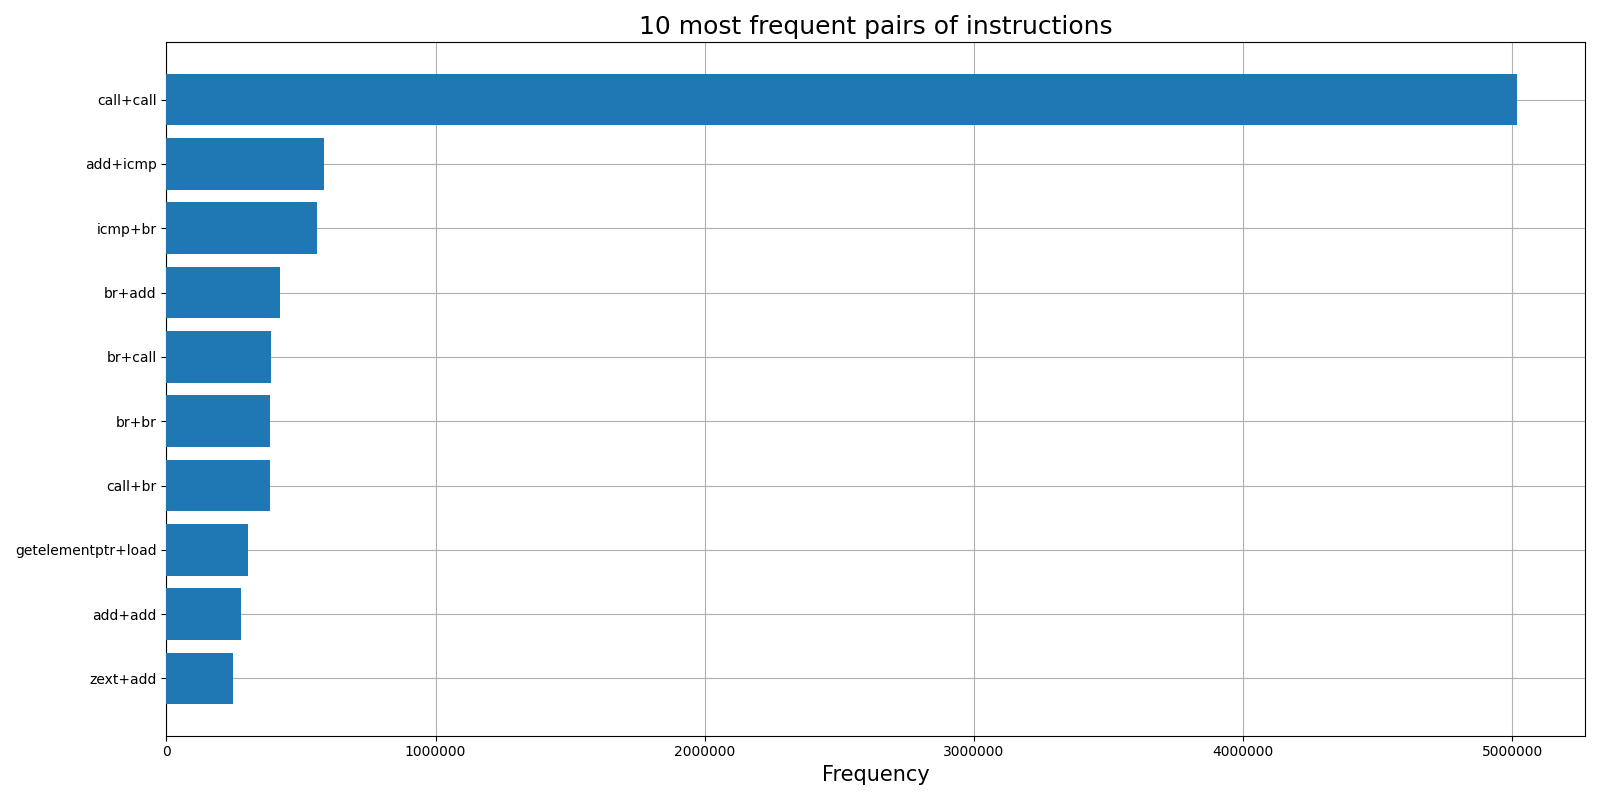 10 most frequent pairs of instructions
call+call
add+icmp
icmp+br
br+add
br+call
br+br
call+br
getelementptr+load
add+add
zext+add
0 1000000 2000000 3000000 4000000 5000000
Frequency